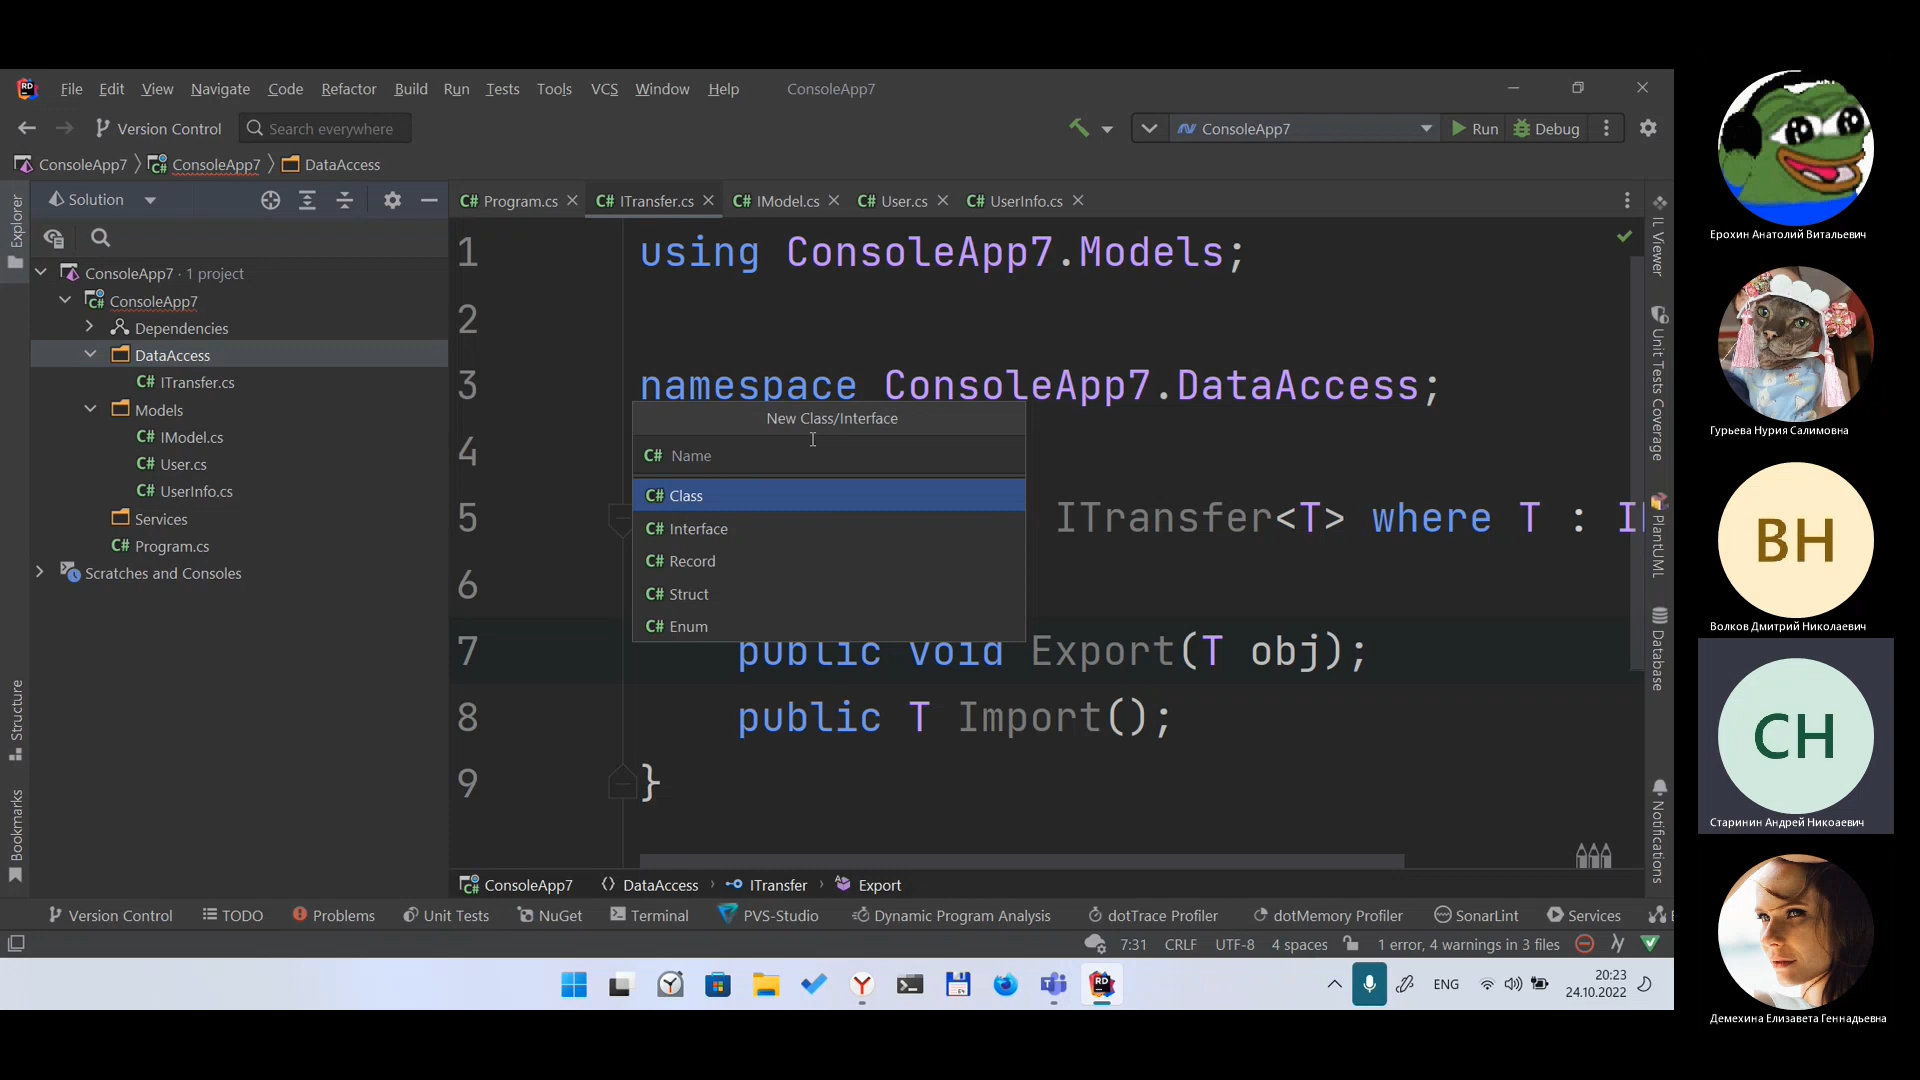 File Edit View Navigate Code Refactor Build Run Tests Tools VCS Window Help ConsoleApp7
Version Control Search everywhere ConsoleApp7 Run Debug
ConsoleApp7 ConsoleApp7 DataAccess
Solution
C# Program.cs C# ITransfer.cs C# IModel.cs C# User.cs C# UserInfo.cs
Explorer
Structure
Bookmarks
ConsoleApp7 · 1 project
ConsoleApp7
Dependencies
DataAccess
C# ITransfer.cs
Models
C# IModel.cs
C# User.cs
C# UserInfo.cs
Services
C# Program.cs
Scratches and Consoles
1 using ConsoleApp7.Models;
2
3 namespace ConsoleApp7.DataAccess;
4
5 ITransfer<T> where T : I
6
7 public void Export(T obj);
8 public T Import();
9 }
New Class/Interface
C# Name
C# Class
C# Interface
C# Record
C# Struct
C# Enum
IL Viewer
Unit Tests Coverage
PlantUML
Database
Notifications
ConsoleApp7 DataAccess ITransfer Export
Version Control TODO Problems Unit Tests NuGet Terminal PVS-Studio Dynamic Program Analysis dotTrace Profiler dotMemory Profiler SonarLint Services
7:31 CRLF UTF-8 4 spaces 1 error, 4 warnings in 3 files
ENG 20:23
24.10.2022
Ерохин Анатолий Витальевич
Гурьева Нурия Салимовна
ВН
Волков Дмитрий Николаевич
СН
Старинин Андрей Никоаевич
Демехина Елизавета Геннадьевна